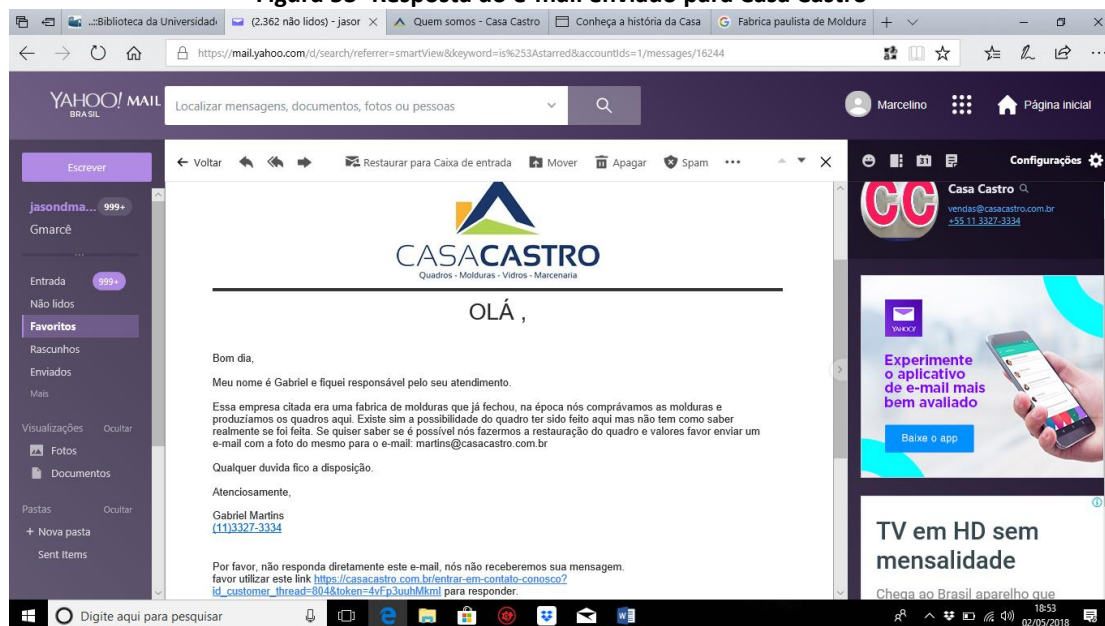 Figura 38- Resposta do e-mail enviado para Casa Castro
..::Biblioteca da Universidad
(2.362 não lidos) - jasor
Quem somos - Casa Castro
Conheça a história da Casa
Fabrica paulista de Moldura
https://mail.yahoo.com/d/search/referrer=smartView&keyword=is%253Astarred&accountIds=1/messages/16244
YAHOO! MAIL
BRASIL
Localizar mensagens, documentos, fotos ou pessoas
Marcelino
Página inicial
Escrever
Voltar
Restaurar para Caixa de entrada
Mover
Apagar
Spam
Configurações
jasondma... 999+
Gmarcê
Entrada 999+
Não lidos
Favoritos
Rascunhos
Enviados
Mais
Visualizações Ocultar
Fotos
Documentos
Pastas Ocultar
+ Nova pasta
Sent Items
CASACASTRO
Quadros - Molduras - Vidros - Marcenaria
OLÁ ,
Bom dia,
Meu nome é Gabriel e fiquei responsável pelo seu atendimento.
Essa empresa citada era uma fabrica de molduras que já fechou, na época nós comprávamos as molduras e
produzíamos os quadros aqui. Existe sim a possibilidade do quadro ter sido feito aqui mas não tem como saber
realmente se foi feita. Se quiser saber se é possível nós fazermos a restauração do quadro e valores favor enviar um
e-mail com a foto do mesmo para o e-mail: martins@casacastro.com.br
Qualquer duvida fico a disposição.
Atenciosamente,
Gabriel Martins
(11)3327-3334
Por favor, não responda diretamente este e-mail, nós não receberemos sua mensagem.
favor utilizar este link https://casacastro.com.br/entrar-em-contato-conosco?
id_customer_thread=804&token=4vFp3uuhMkml para responder.
CC
Casa Castro
vendas@casacastro.com.br
+55 11 3327-3334
YAHOO!
Experimente
o aplicativo
de e-mail mais
bem avaliado
Baixe o app
TV em HD sem
mensalidade
Chega ao Brasil aparelho que
Digite aqui para pesquisar
18:53
02/05/2018